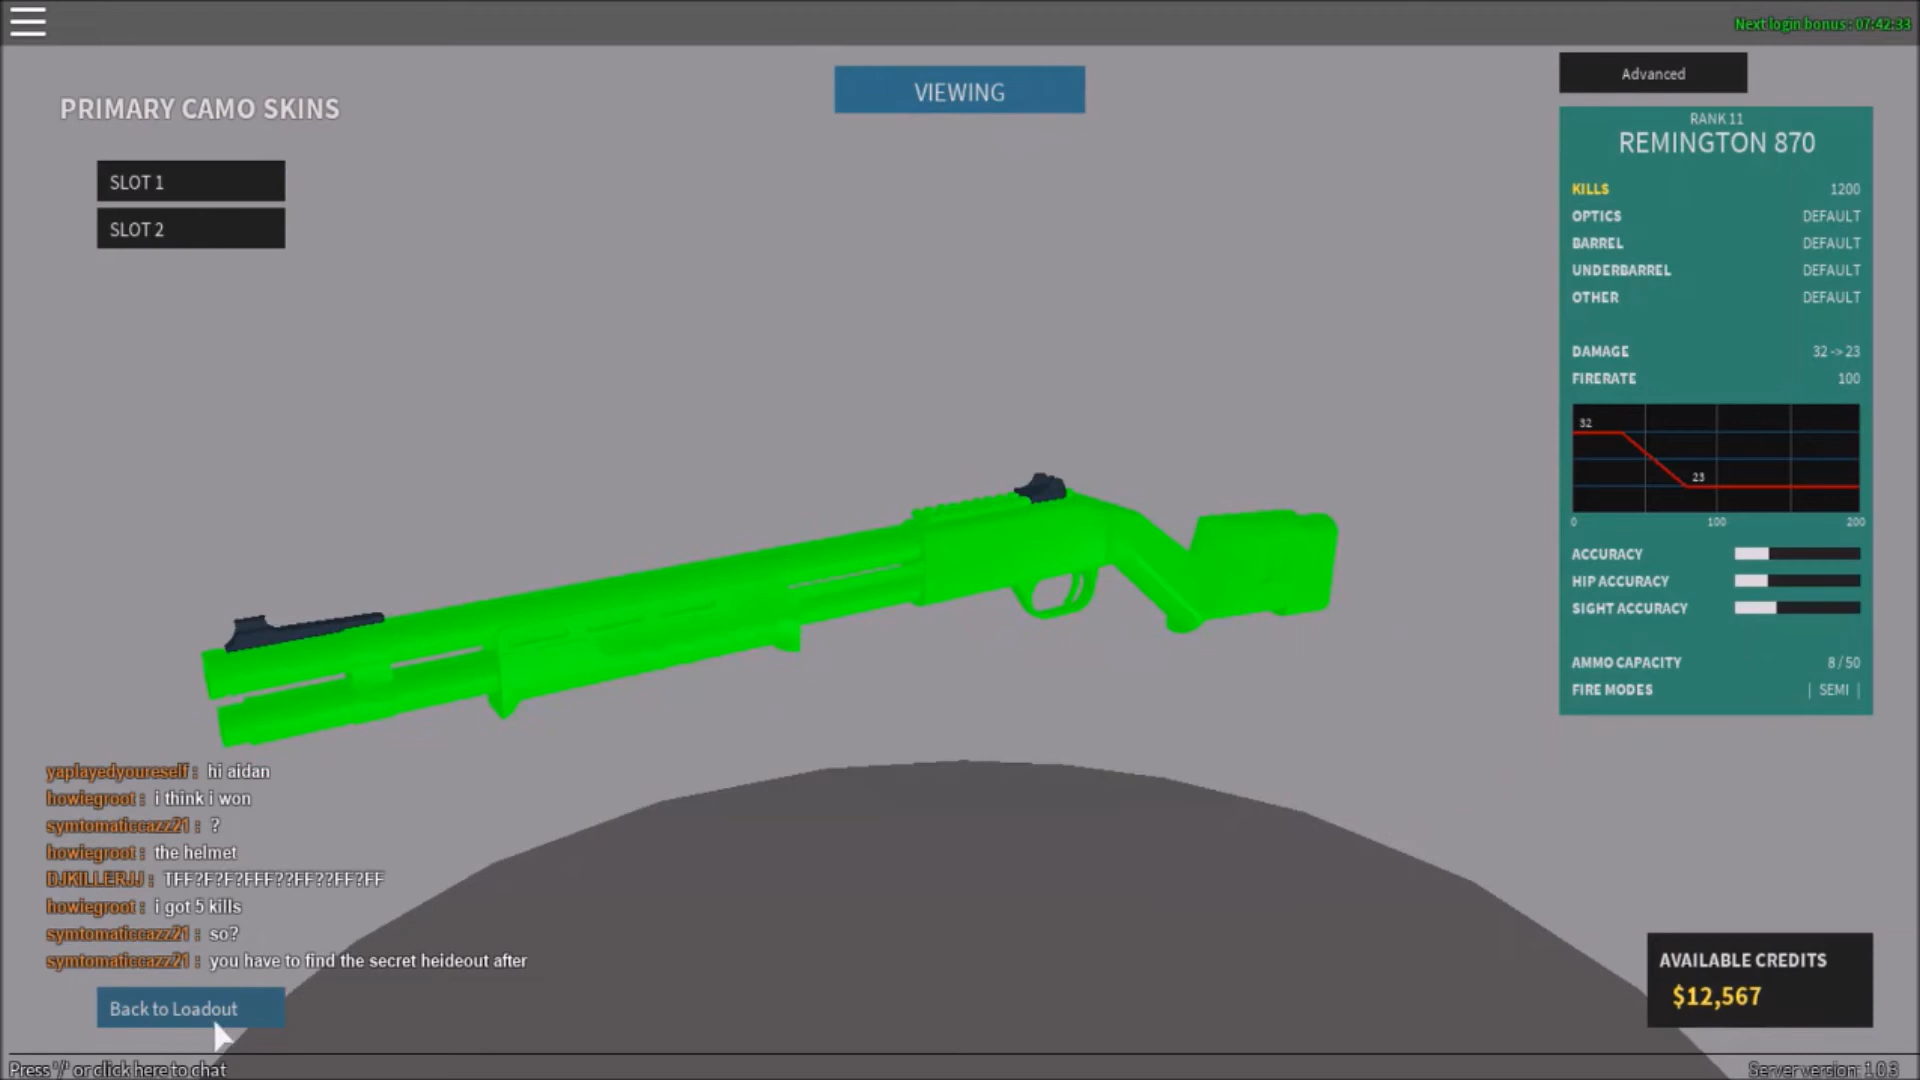 Next login bonus : 07:42:33
PRIMARY CAMO SKINS
SLOT 1
SLOT 2
VIEWING
Advanced
RANK 11
REMINGTON 870
KILLS 1200
OPTICS DEFAULT
BARREL DEFAULT
UNDERBARREL DEFAULT
OTHER DEFAULT
DAMAGE 32 -> 23
FIRERATE 100
32
23
0 100 200
ACCURACY
HIP ACCURACY
SIGHT ACCURACY
AMMO CAPACITY 8 / 50
FIRE MODES | SEMI |
yaplayedyoureself : hi aidan
howiegroot : i think i won
symtomaticcazz21 : ?
howiegroot : the helmet
DJKILLERJJ : TFF?F?F?FFF??FF??FF?FF
howiegroot : i got 5 kills
symtomaticcazz21 : so?
symtomaticcazz21 : you have to find the secret heideout after
Back to Loadout
AVAILABLE CREDITS
$12,567
Press '/' or click here to chat
Server version: 1.0.3